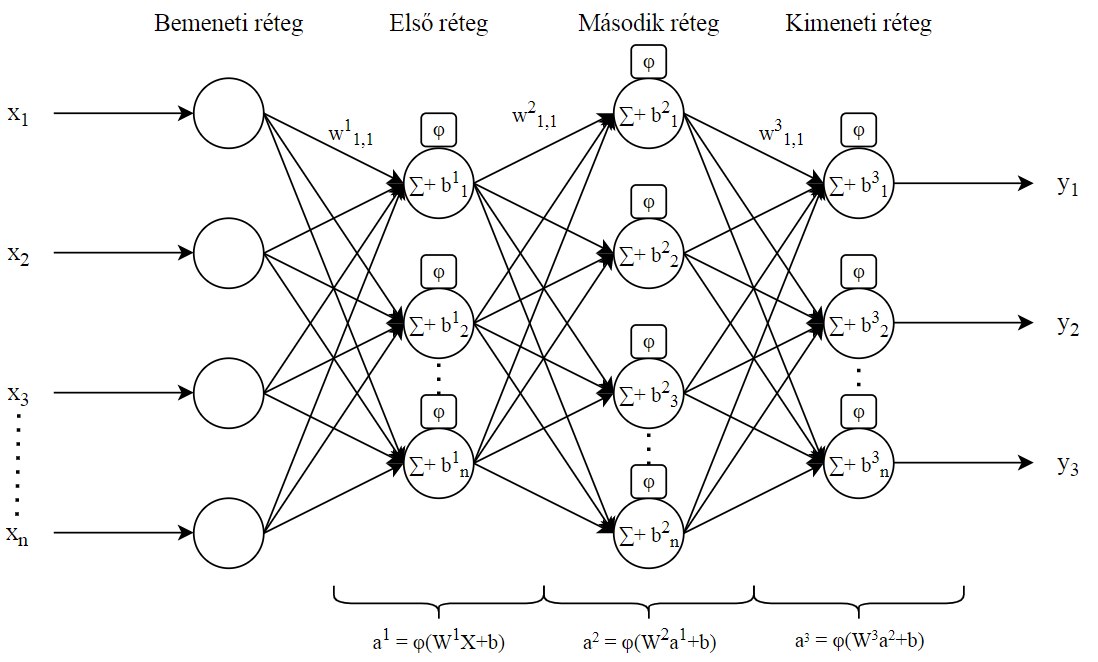 Bemeneti réteg
Első réteg
Második réteg
Kimeneti réteg
x₁
x₂
x₃
xₙ
w¹₁,₁
φ
∑+ b¹₁
φ
∑+ b¹₂
φ
∑+ b¹ₙ
w²₁,₁
φ
∑+ b²₁
φ
∑+ b²₂
φ
∑+ b²₃
φ
∑+ b²ₙ
w³₁,₁
φ
∑+ b³₁
φ
∑+ b³₂
φ
∑+ b³ₙ
y₁
y₂
y₃
a¹ = φ(W¹X+b)
a² = φ(W²a¹+b)
a³ = φ(W³a²+b)